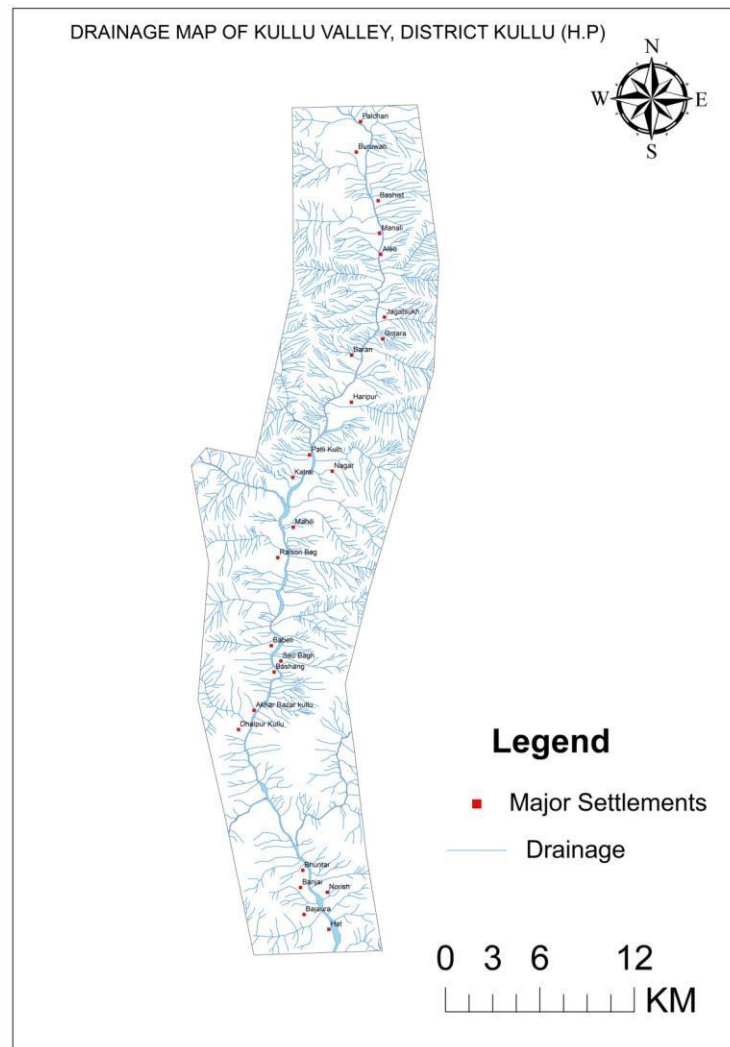 DRAINAGE MAP OF KULLU VALLEY, DISTRICT KULLU (H.P)
N
W E
S
Palchan
Buruwah
Bashist
Manali
Aleo
Jagatsukh
Gojara
Baran
Haripur
Patli Kulh
Nagar
Katrai
Mahili
Raison Bag
Babeli
Seo Bagh
Bashang
Akhar Bazar kullu
Dhalpur Kullu
Bhuntar
Banjar
Norish
Bajaura
Hat
Legend
Major Settlements
Drainage
0 3 6 12
KM